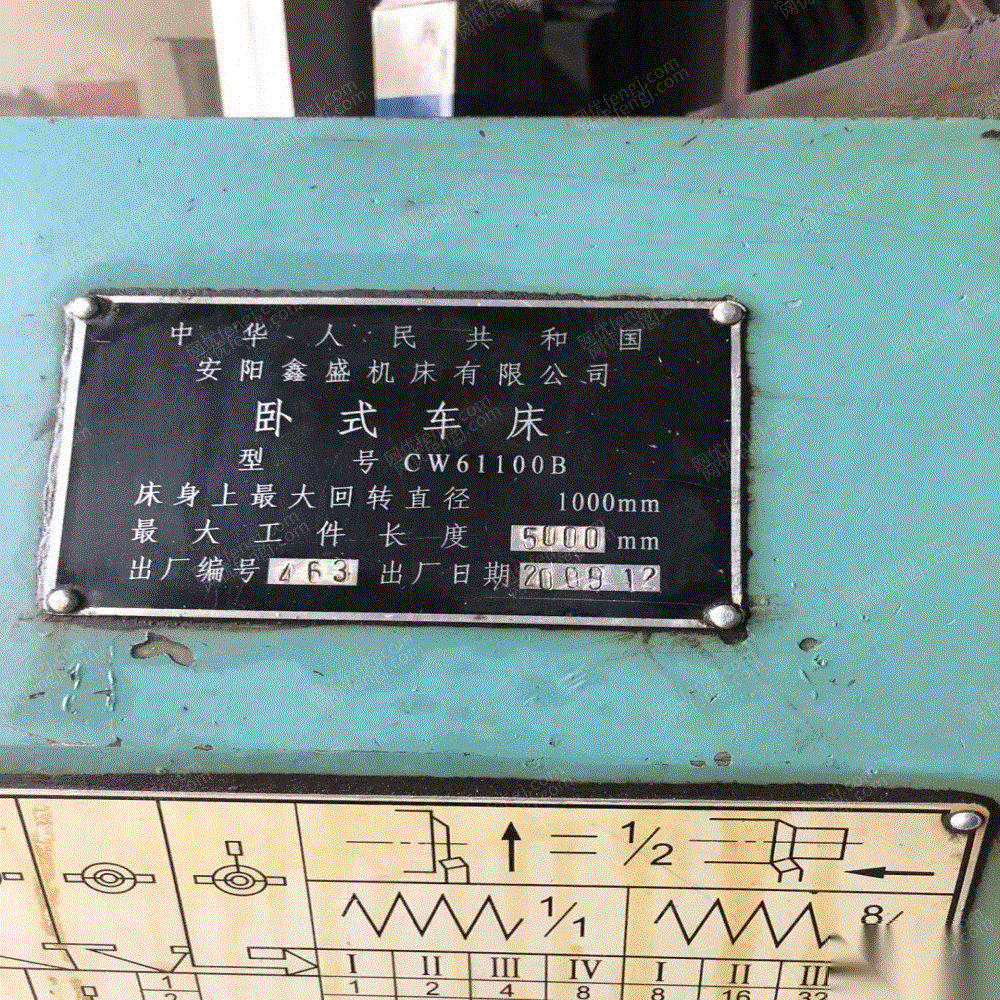 中华人民共和国
安阳鑫盛机床有限公司
卧式车床
型号 CW61100B
床身上最大回转直径 1000mm
最大工件长度 5000 mm
出厂编号 463 出厂日期 2009 12
= 1/2
1/1 8/
I II III IV I II III
1 2 4 8 8 16 32
1
2